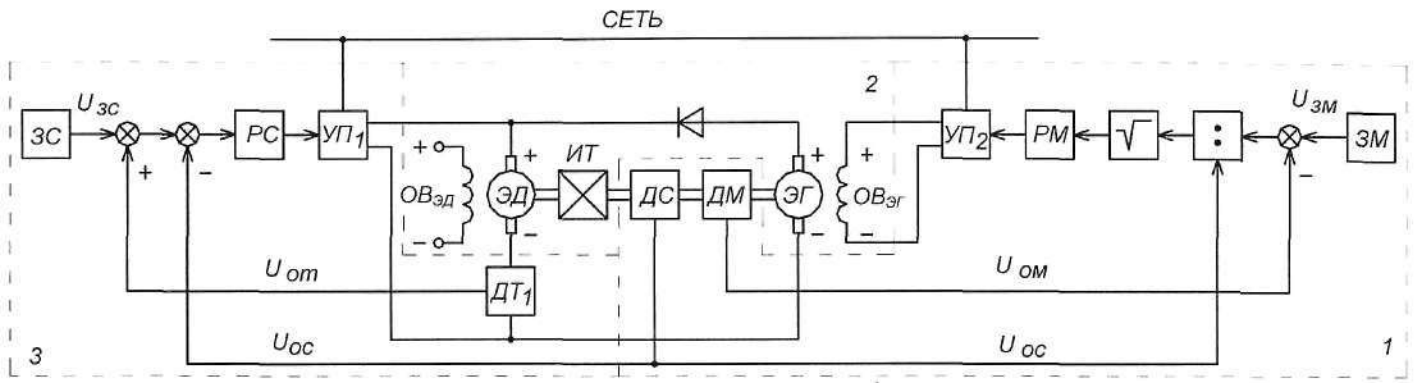 СЕТЬ
2
U зс
U зм
ЗС
РС
УП1
УП2
РМ
√
:
ЗМ
+
−
+
ИТ
+
+
+
−
ОВЭД
ЭД
ДС
ДМ
ЭГ
ОВЭГ
−
−
−
−
U от
ДТ1
U ом
U ос
U ос
3
1